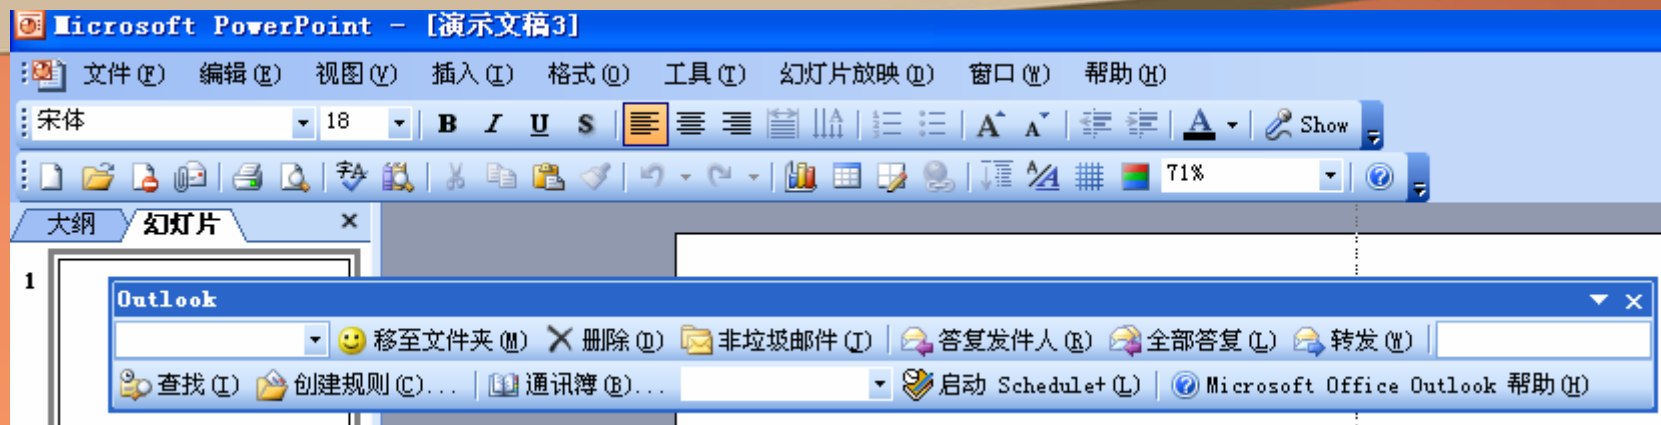 Microsoft PowerPoint - [演示文稿3]
文件(F) 编辑(E) 视图(V) 插入(I) 格式(O) 工具(T) 幻灯片放映(D) 窗口(W) 帮助(H)
宋体 18 B I U S A A A Show
字A 71%
大纲 幻灯片 ×
1
Outlook
移至文件夹(M) 删除(D) 非垃圾邮件(J) 答复发件人(R) 全部答复(L) 转发(W)
查找(I) 创建规则(C)... 通讯簿(B)... 启动 Schedule+(L) Microsoft Office Outlook 帮助(H)